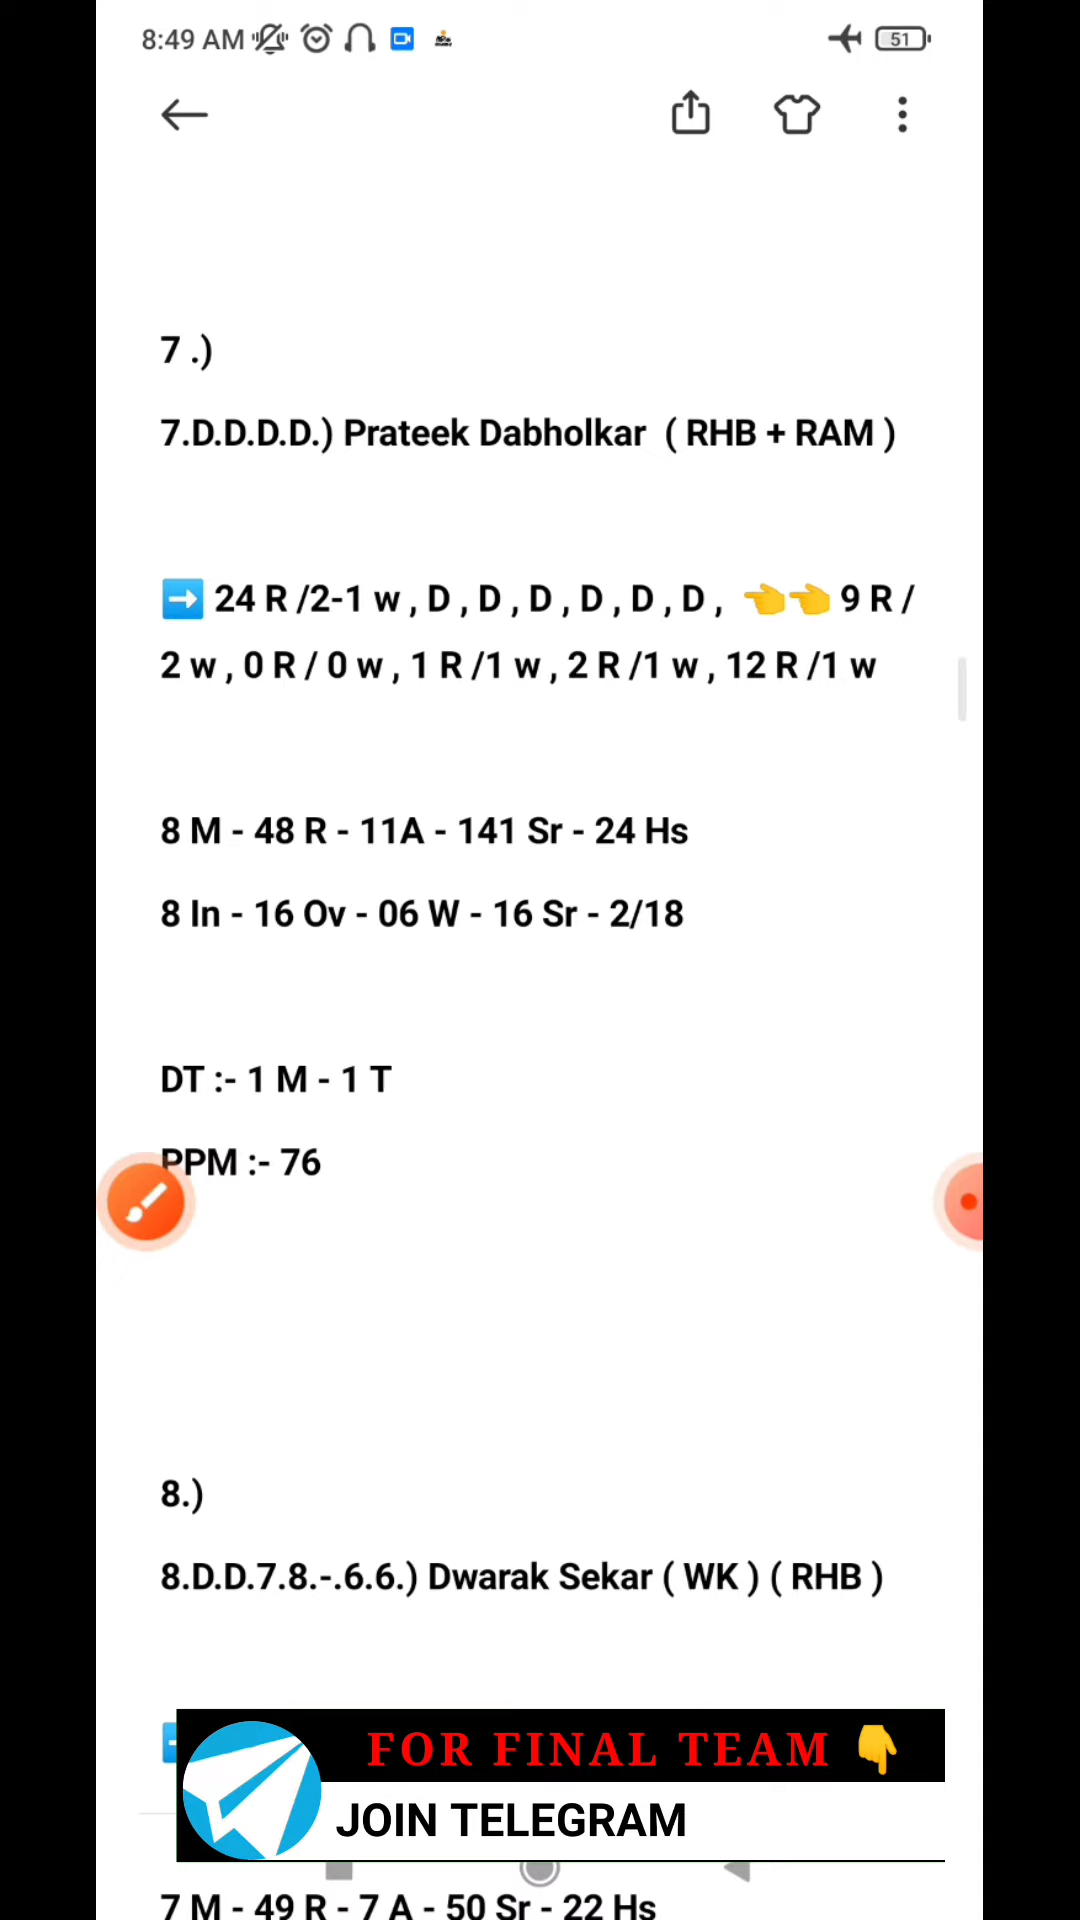 8:49 AM 51
7 .)
7.D.D.D.D.) Prateek Dabholkar ( RHB + RAM )
➡️ 24 R /2-1 w , D , D , D , D , D , D , 👈👈 9 R /
2 w , 0 R / 0 w , 1 R /1 w , 2 R /1 w , 12 R /1 w
8 M - 48 R - 11A - 141 Sr - 24 Hs
8 In - 16 Ov - 06 W - 16 Sr - 2/18
DT :- 1 M - 1 T
PPM :- 76
8.)
8.D.D.7.8.-.6.6.) Dwarak Sekar ( WK ) ( RHB )
FOR FINAL TEAM 👇
JOIN TELEGRAM
7 M - 49 R - 7 A - 50 Sr - 22 Hs